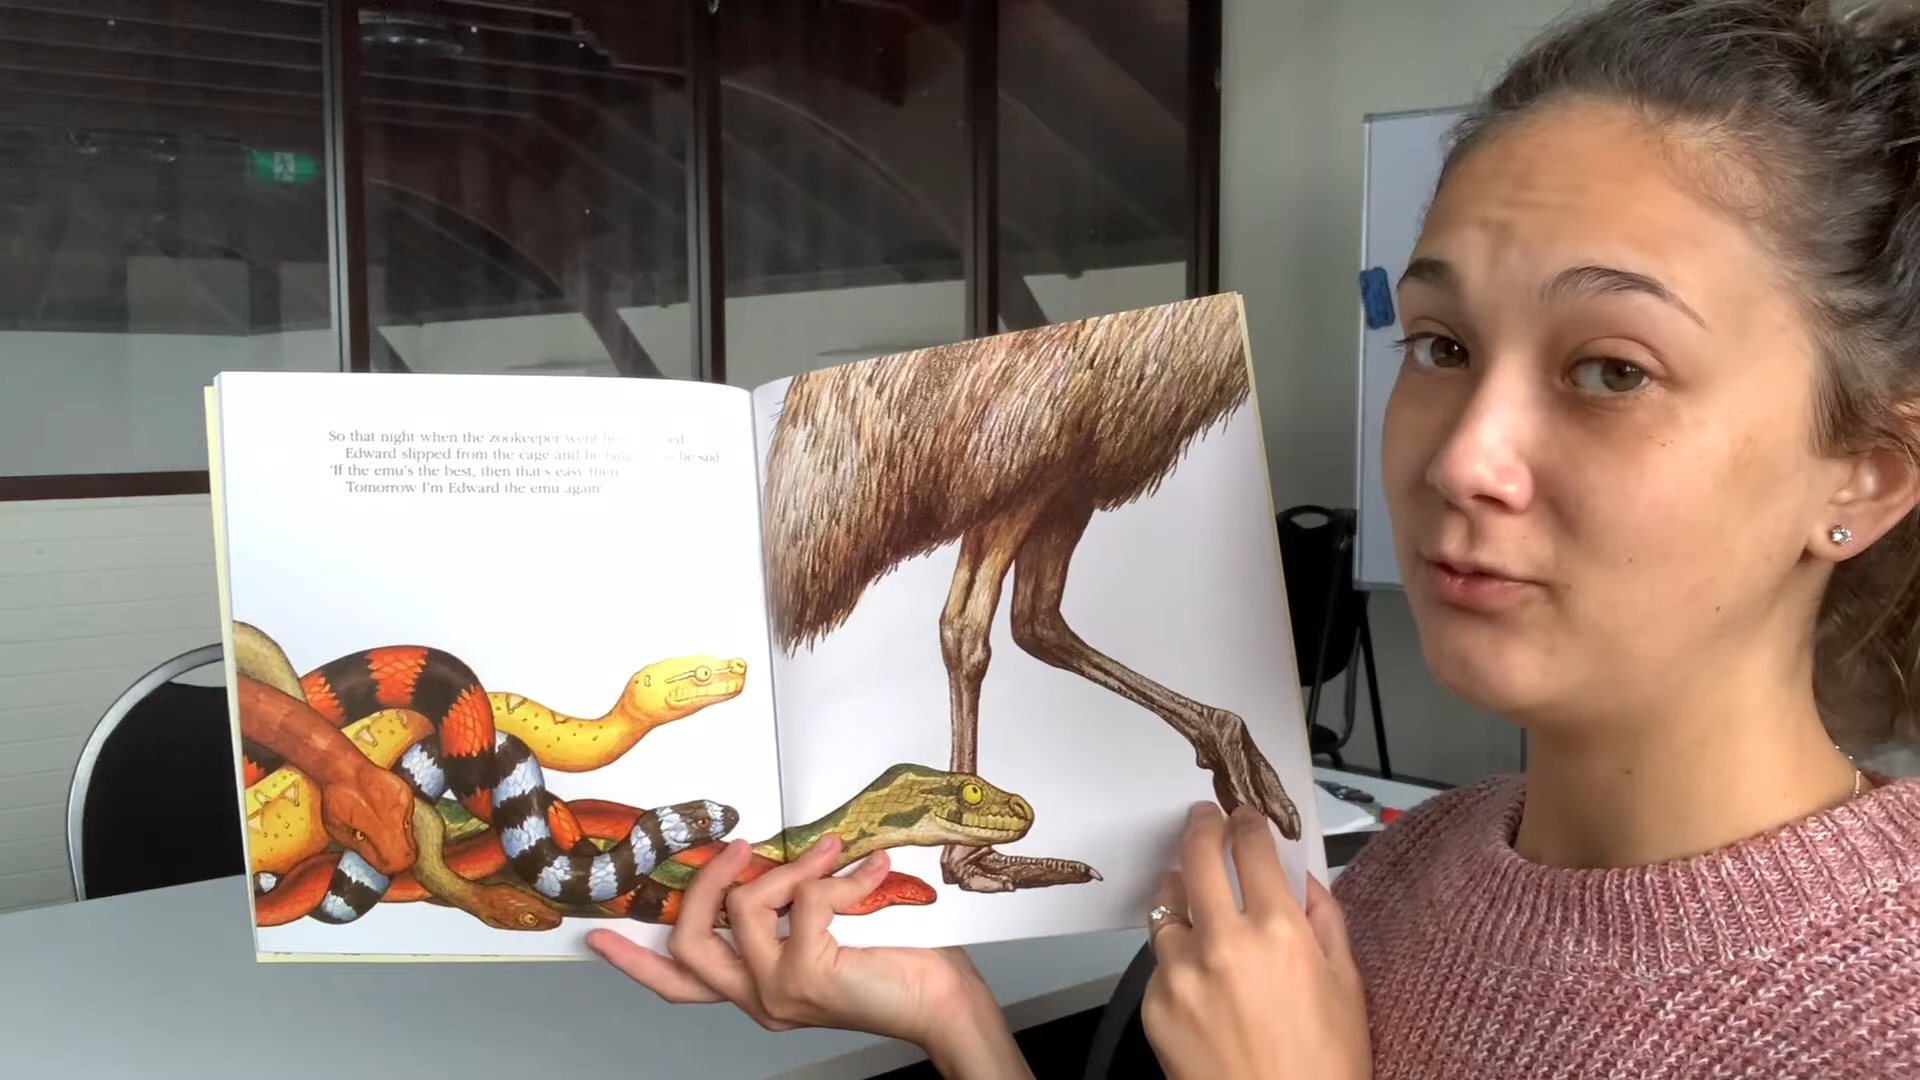 So that night when the zookeeper went
Edward slipped from the cage and he he said
'If the emu's the best, then that's easy then
Tomorrow I'm Edward the emu again'